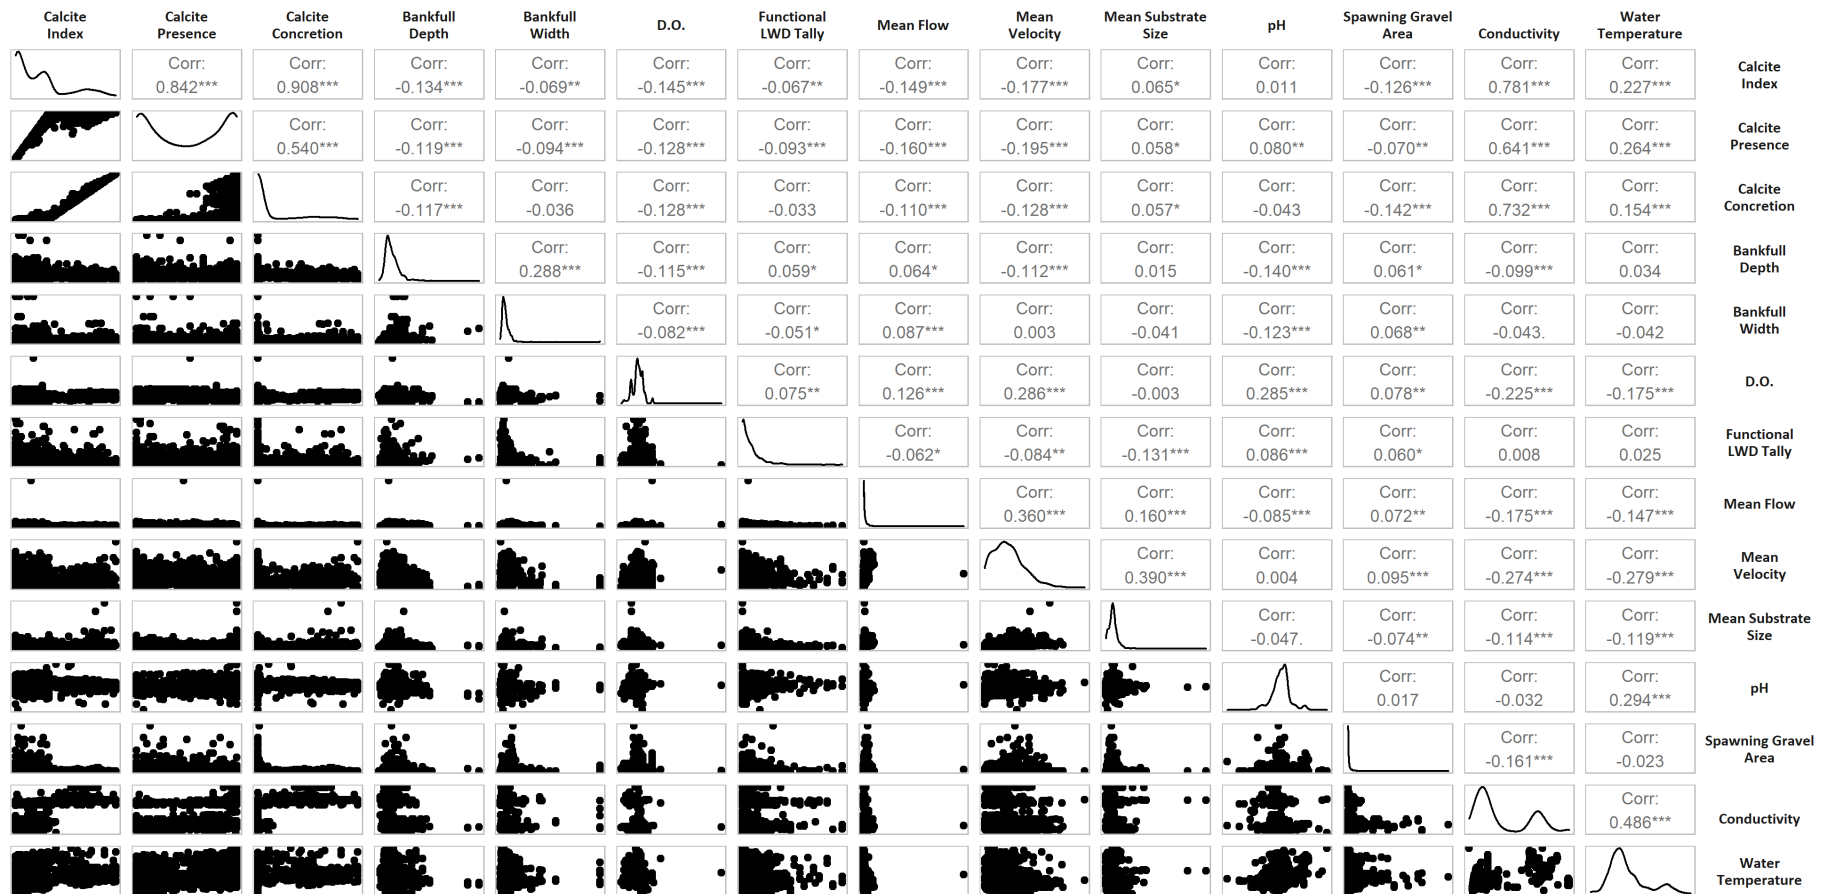 Calcite Index
Calcite Presence
Calcite Concretion
Bankfull Depth
Bankfull Width
D.O.
Functional LWD Tally
Mean Flow
Mean Velocity
Mean Substrate Size
pH
Spawning Gravel Area
Conductivity
Water Temperature
Corr: Corr: Corr: Corr: Corr: Corr: Corr: Corr: Corr: Corr: Corr: Corr: Corr:
0.842*** 0.908*** -0.134*** -0.069** -0.145*** -0.067** -0.149*** -0.177*** 0.065* 0.011 -0.126*** 0.781*** 0.227***
Calcite
Index
Corr: Corr: Corr: Corr: Corr: Corr: Corr: Corr: Corr: Corr: Corr: Corr:
0.540*** -0.119*** -0.094*** -0.128*** -0.093*** -0.160*** -0.195*** 0.058* 0.080** -0.070** 0.641*** 0.264***
Calcite
Presence
Corr: Corr: Corr: Corr: Corr: Corr: Corr: Corr: Corr: Corr: Corr:
-0.117*** -0.036 -0.128*** -0.033 -0.110*** -0.128*** 0.057* -0.043 -0.142*** 0.732*** 0.154***
Calcite
Concretion
Corr: Corr: Corr: Corr: Corr: Corr: Corr: Corr: Corr: Corr:
0.288*** -0.115*** 0.059* 0.064* -0.112*** 0.015 -0.140*** 0.061* -0.099*** 0.034
Bankfull
Depth
Corr: Corr: Corr: Corr: Corr: Corr: Corr: Corr: Corr:
-0.082*** -0.051* 0.087*** 0.003 -0.041 -0.123*** 0.068** -0.043. -0.042
Bankfull
Width
Corr: Corr: Corr: Corr: Corr: Corr: Corr: Corr:
0.075** 0.126*** 0.286*** -0.003 0.285*** 0.078** -0.225*** -0.175***
D.O.
Corr: Corr: Corr: Corr: Corr: Corr: Corr:
-0.062* -0.084** -0.131*** 0.086*** 0.060* 0.008 0.025
Functional
LWD Tally
Corr: Corr: Corr: Corr: Corr: Corr:
0.360*** 0.160*** -0.085*** 0.072** -0.175*** -0.147***
Mean Flow
Corr: Corr: Corr: Corr: Corr:
0.390*** 0.004 0.095*** -0.274*** -0.279***
Mean
Velocity
Corr: Corr: Corr: Corr:
-0.047. -0.074** -0.114*** -0.119***
Mean Substrate
Size
Corr: Corr: Corr:
0.017 -0.032 0.294***
pH
Corr: Corr:
-0.161*** -0.023
Spawning Gravel
Area
Corr:
0.486***
Conductivity
Water
Temperature